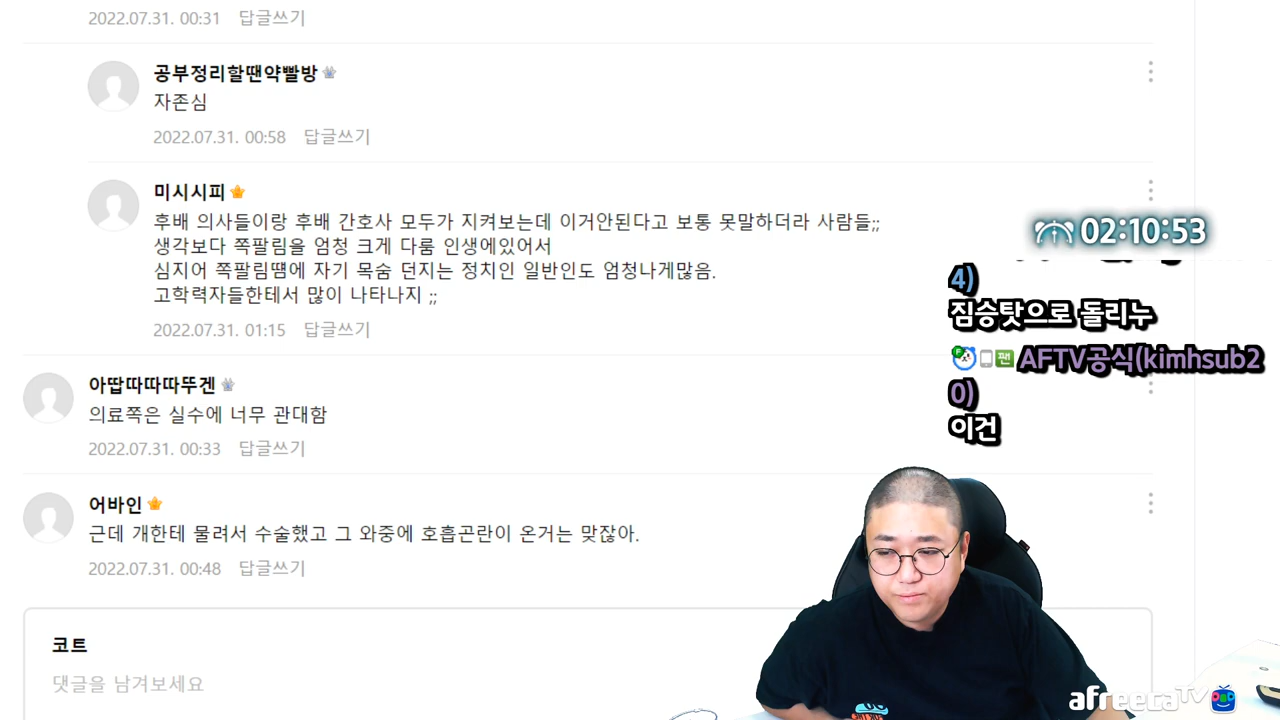 2022.07.31. 00:31 답글쓰기
공부정리할땐약빨방
자존심
2022.07.31. 00:58 답글쓰기
미시시피
후배 의사들이랑 후배 간호사 모두가 지켜보는데 이거안된다고 보통 못말하더라 사람들;;
생각보다 쪽팔림을 엄청 크게 다룸 인생에있어서
심지어 쪽팔림떔에 자기 목숨 던지는 정치인 일반인도 엄청나게많음.
고학력자들한테서 많이 나타나지 ;;
2022.07.31. 01:15 답글쓰기
아땁따따따뚜겐
의료쪽은 실수에 너무 관대함
2022.07.31. 00:33 답글쓰기
어바인
근데 개한테 물려서 수술했고 그 와중에 호흡곤란이 온거는 맞잖아.
2022.07.31. 00:48 답글쓰기
코트
댓글을 남겨보세요
02:10:53
4)
짐승탓으로 돌리누
F 팬 AFTV공식(kimhsub2
0)
이건
afreecaTV